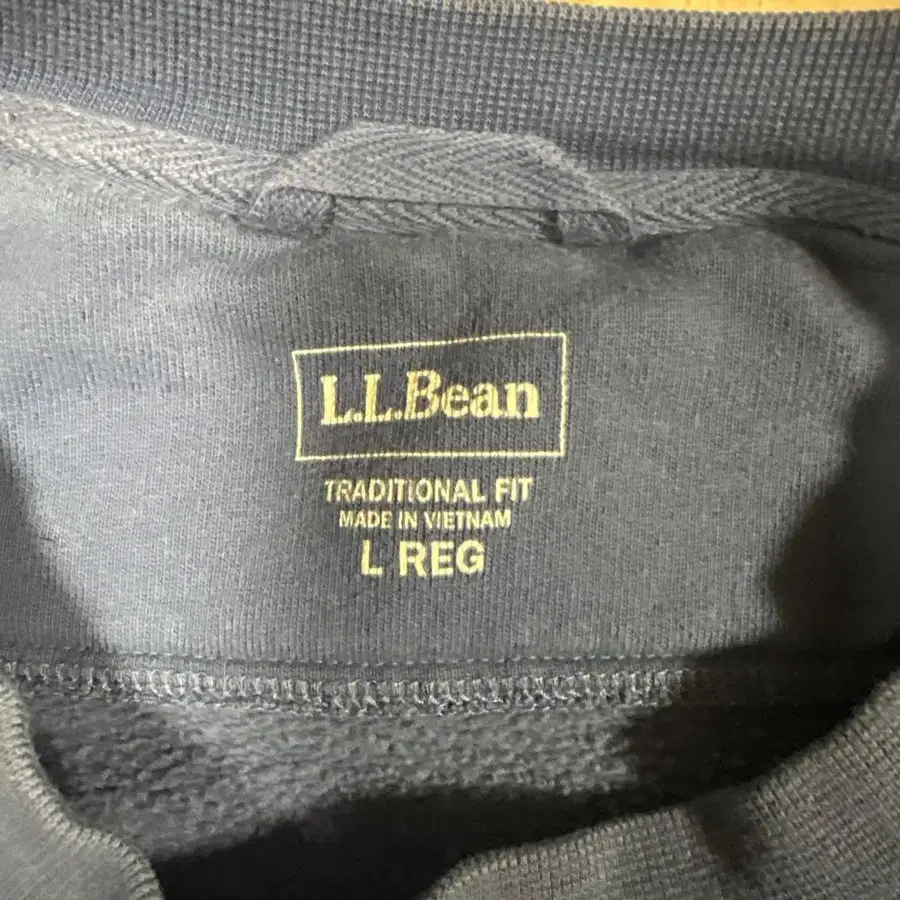 L.L.Bean
TRADITIONAL FIT
MADE IN VIETNAM
L REG